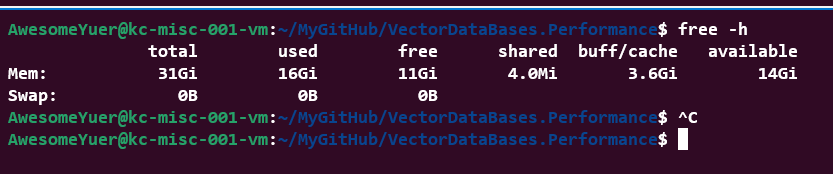 AwesomeYuer@kc-misc-001-vm:~/MyGitHub/VectorDataBases.Performance$ free -h
total used free shared buff/cache available
Mem: 31Gi 16Gi 11Gi 4.0Mi 3.6Gi 14Gi
Swap: 0B 0B 0B
AwesomeYuer@kc-misc-001-vm:~/MyGitHub/VectorDataBases.Performance$ ^C
AwesomeYuer@kc-misc-001-vm:~/MyGitHub/VectorDataBases.Performance$